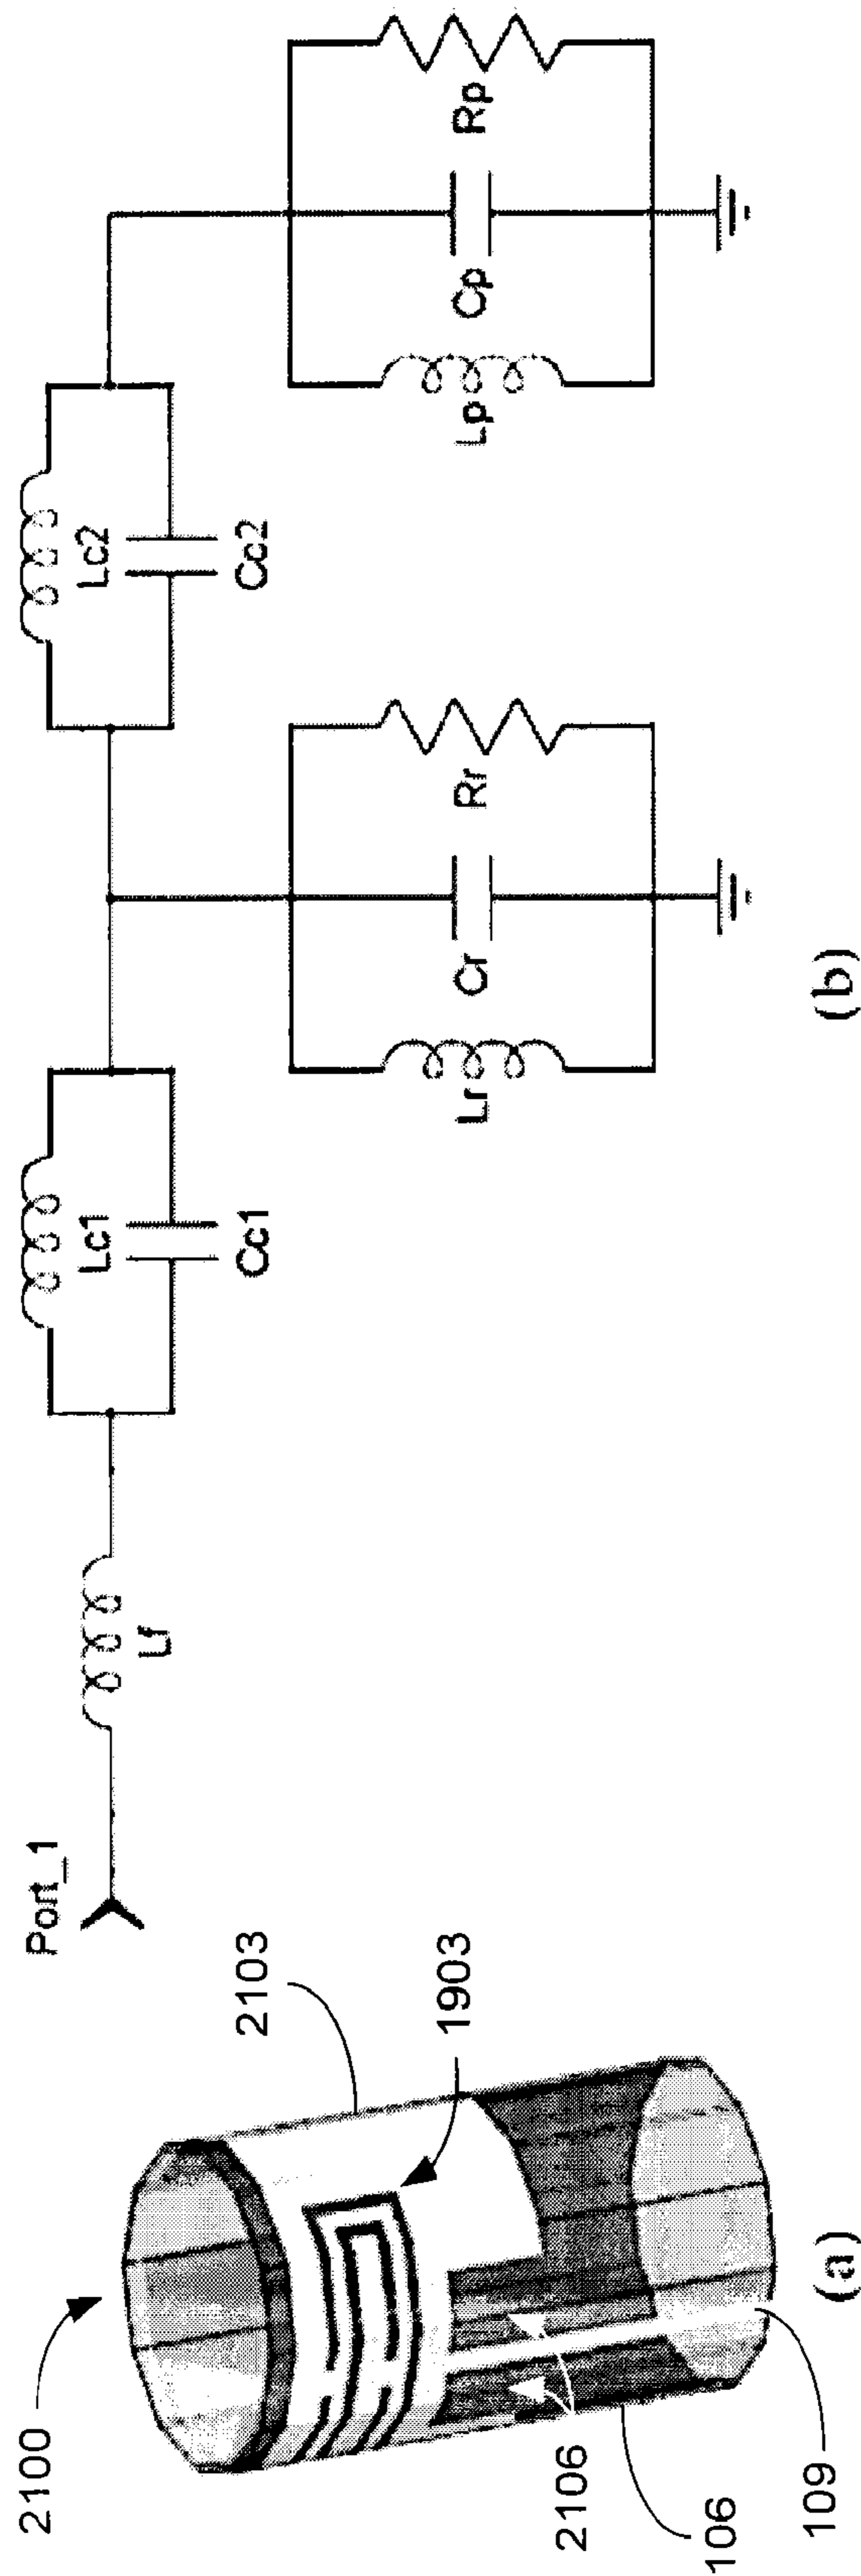 2100
2103
1903
2106
106
109
(a)
Port_1
Lf
Lc1
Cc1
Lr
Cr
Rr
Lc2
Cc2
Lp
Cp
Rp
(b)